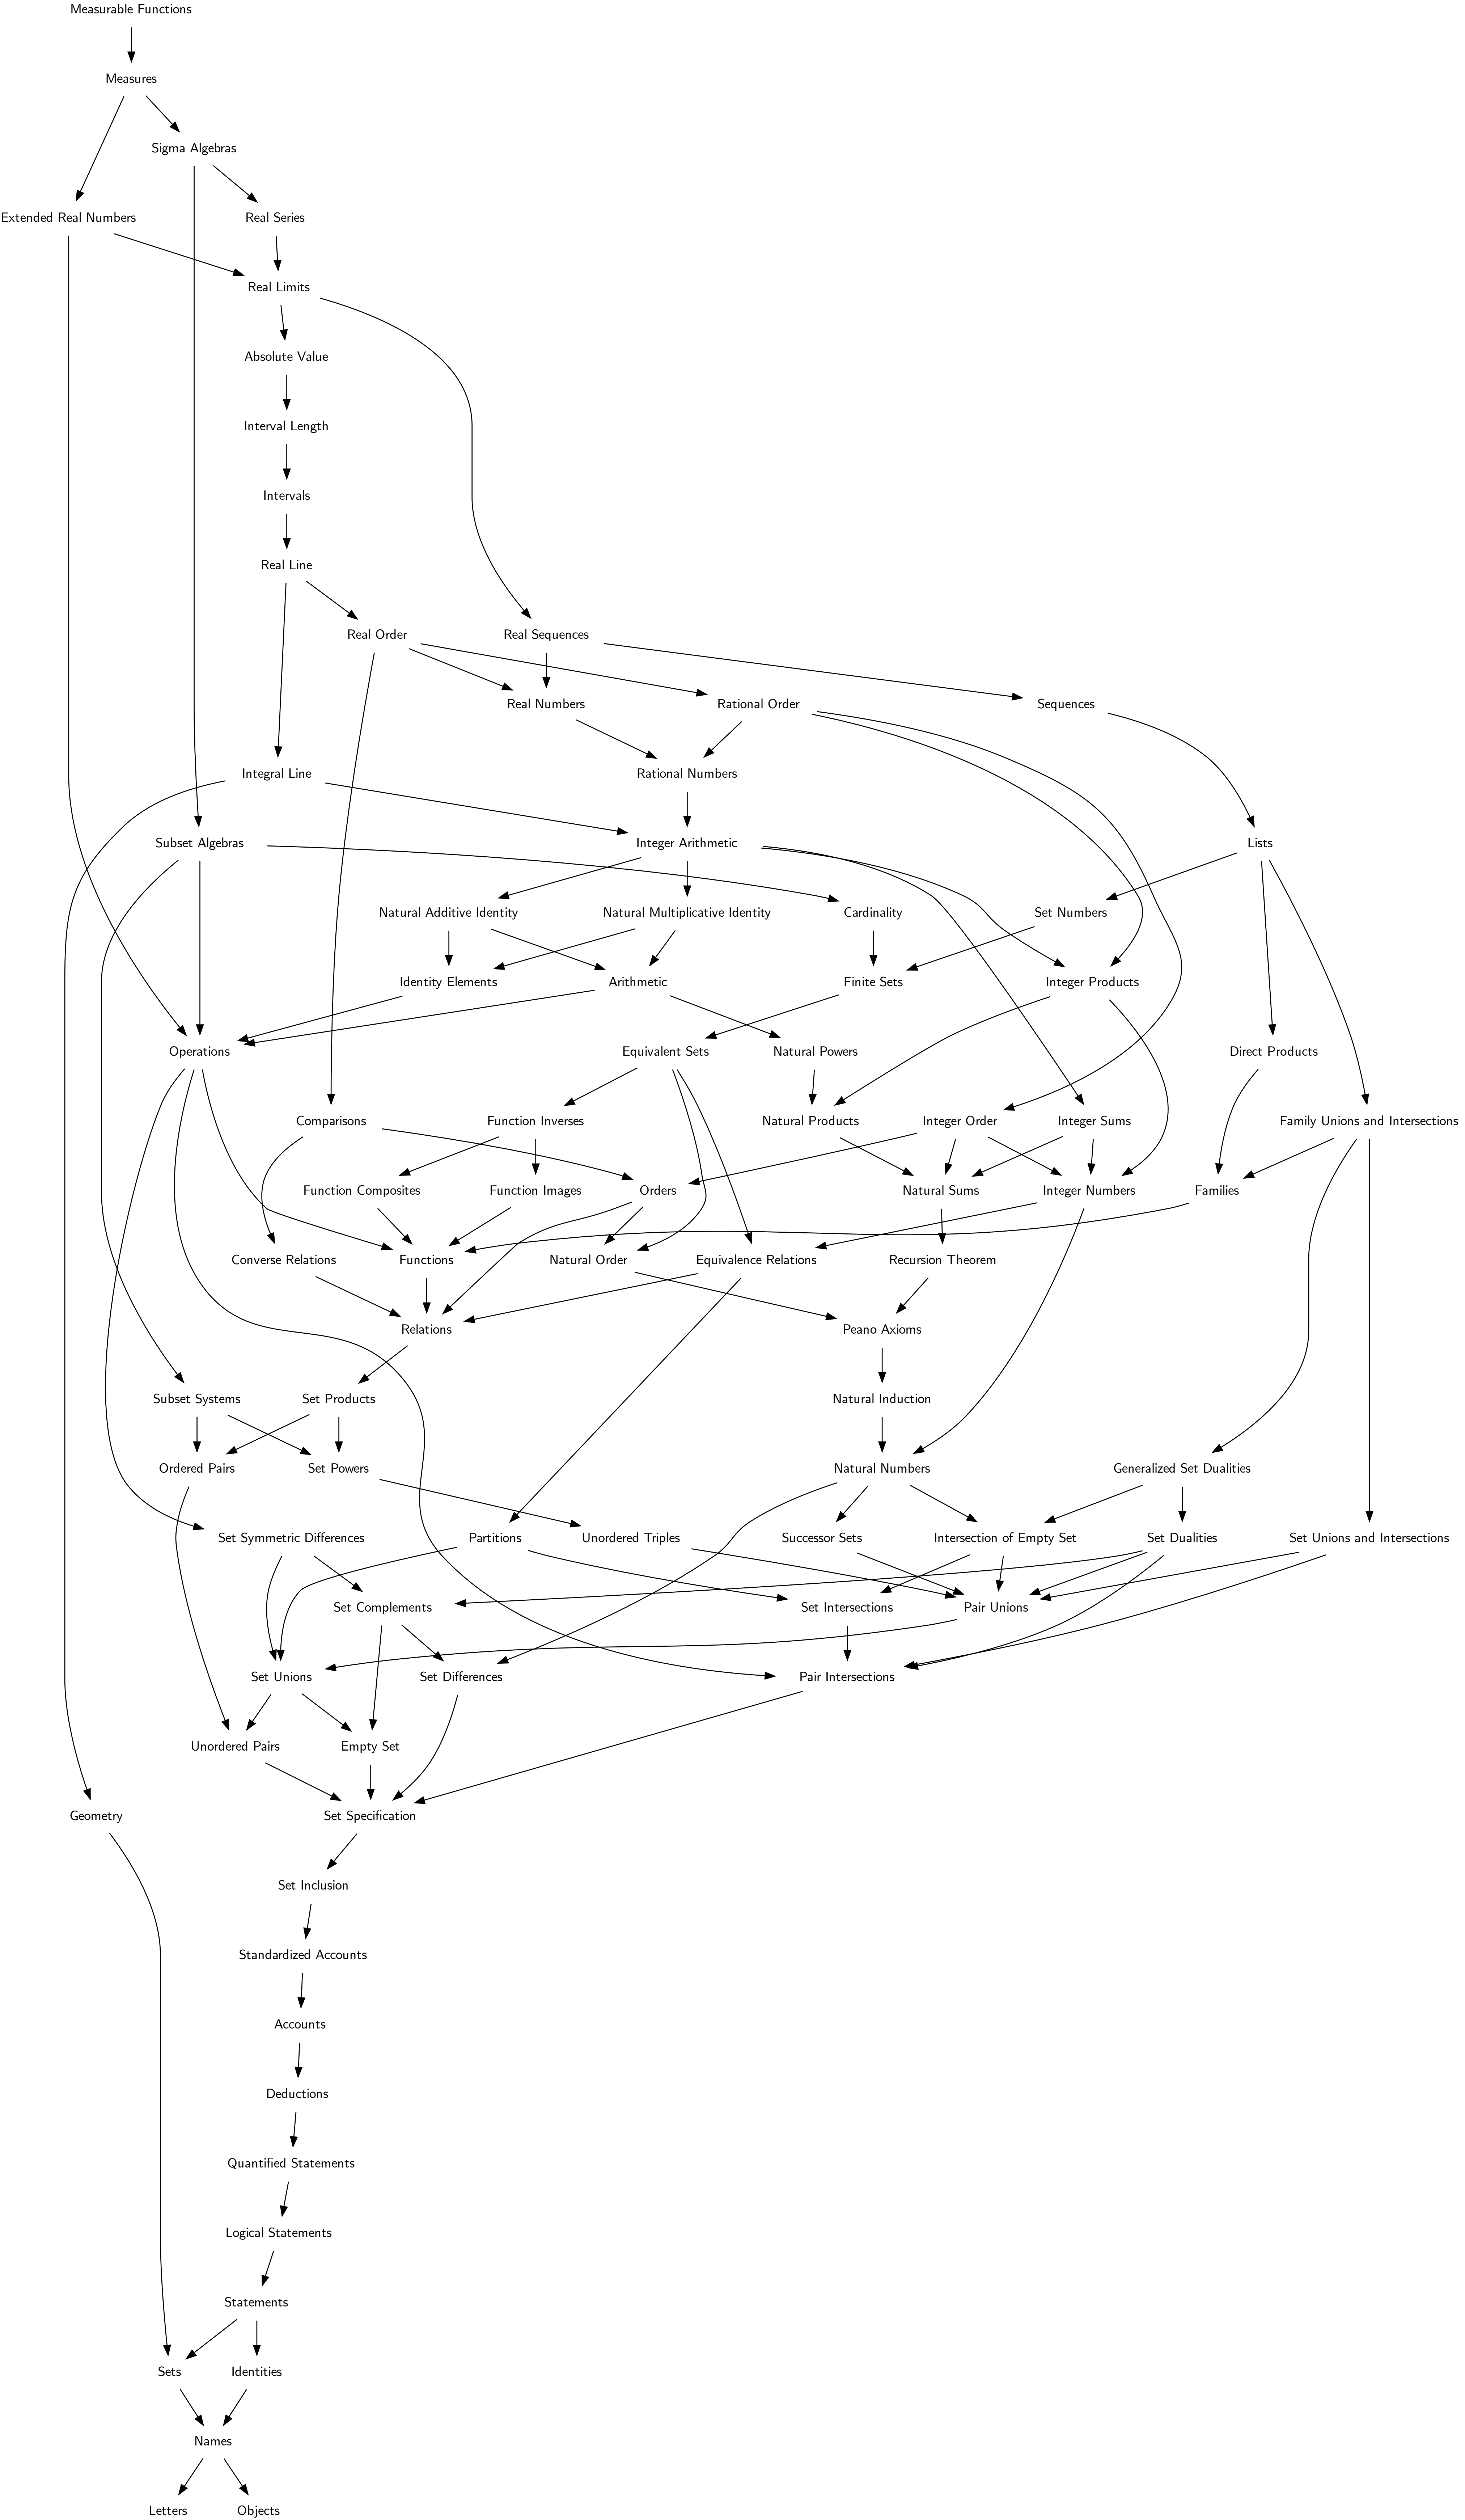 Measurable Functions
Measures
Sigma Algebras
Extended Real Numbers
Real Series
Real Limits
Absolute Value
Interval Length
Intervals
Real Line
Real Order
Real Sequences
Real Numbers
Rational Order
Sequences
Integral Line
Rational Numbers
Subset Algebras
Integer Arithmetic
Lists
Natural Additive Identity
Natural Multiplicative Identity
Cardinality
Set Numbers
Identity Elements
Arithmetic
Finite Sets
Integer Products
Operations
Equivalent Sets
Natural Powers
Direct Products
Comparisons
Function Inverses
Natural Products
Integer Order
Integer Sums
Family Unions and Intersections
Function Composites
Function Images
Orders
Natural Sums
Integer Numbers
Families
Converse Relations
Functions
Natural Order
Equivalence Relations
Recursion Theorem
Relations
Peano Axioms
Subset Systems
Set Products
Natural Induction
Ordered Pairs
Set Powers
Natural Numbers
Generalized Set Dualities
Set Symmetric Differences
Partitions
Unordered Triples
Successor Sets
Intersection of Empty Set
Set Dualities
Set Unions and Intersections
Set Complements
Set Intersections
Pair Unions
Set Unions
Set Differences
Pair Intersections
Unordered Pairs
Empty Set
Geometry
Set Specification
Set Inclusion
Standardized Accounts
Accounts
Deductions
Quantified Statements
Logical Statements
Statements
Sets
Identities
Names
Letters
Objects